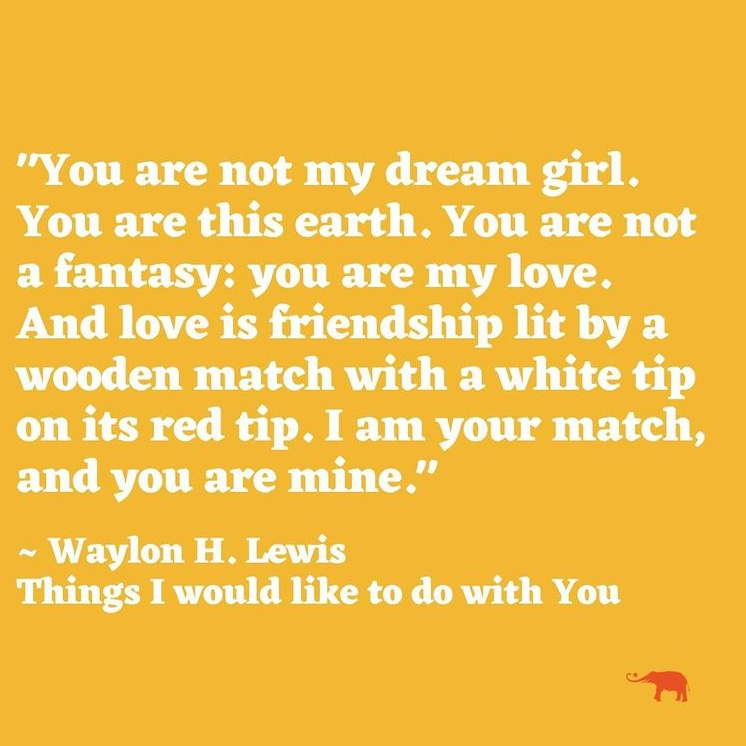 "You are not my dream girl.
You are this earth. You are not
a fantasy: you are my love.
And love is friendship lit by a
wooden match with a white tip
on its red tip. I am your match,
and you are mine."
~ Waylon H. Lewis
Things I would like to do with You